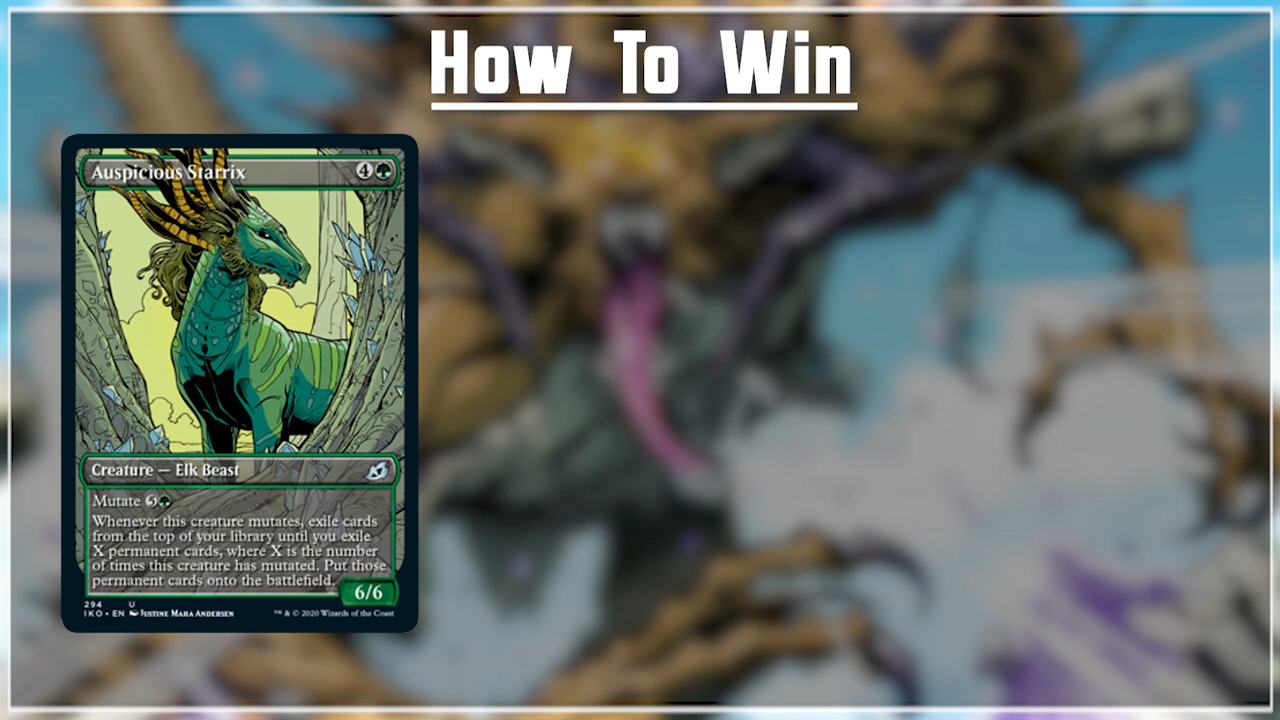 How To Win
Auspicious Starrix 4
Creature — Elk Beast
Mutate 5
Whenever this creature mutates, exile cards
from the top of your library until you exile
X permanent cards, where X is the number
of times this creature has mutated. Put those
permanent cards onto the battlefield.
6/6
294 U
IKO • EN Justine Mara Andersen ™ & © 2020 Wizards of the Coast